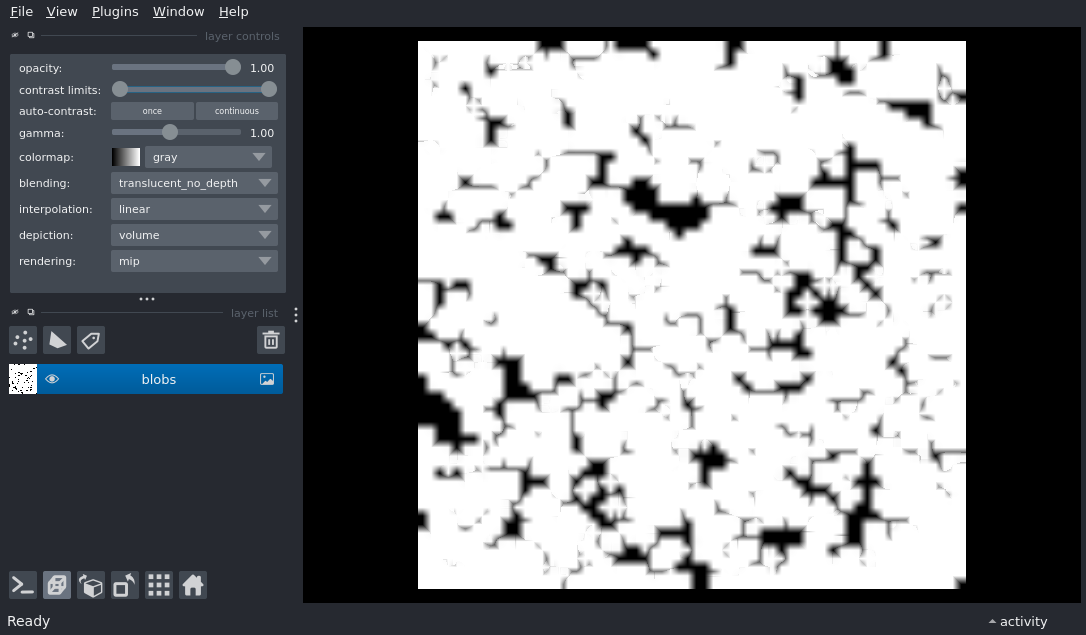 File View Plugins Window Help
layer controls
opacity: 1.00
contrast limits:
auto-contrast: once continuous
gamma: 1.00
colormap: gray
blending: translucent_no_depth
interpolation: linear
depiction: volume
rendering: mip
layer list
blobs
Ready
activity